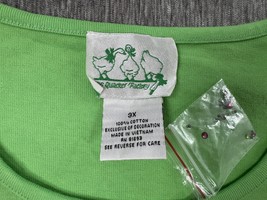 Quacker Factory
3X
100% COTTON
EXCLUSIVE OF DECORATION
MADE IN VIETNAM
SEE REVERSE FOR CARE